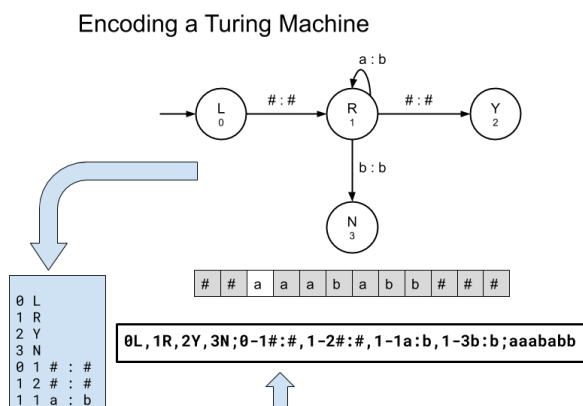 Encoding a Turing Machine
a : b
L
0
# : #
R
1
# : #
Y
2
b : b
N
3
# # a a a b a b b # # #
0L,1R,2Y,3N;0-1#:#,1-2#:#,1-1a:b,1-3b:b;aaababb
0 L
1 R
2 Y
3 N
0 1 # : #
1 2 # : #
1 1 a : b